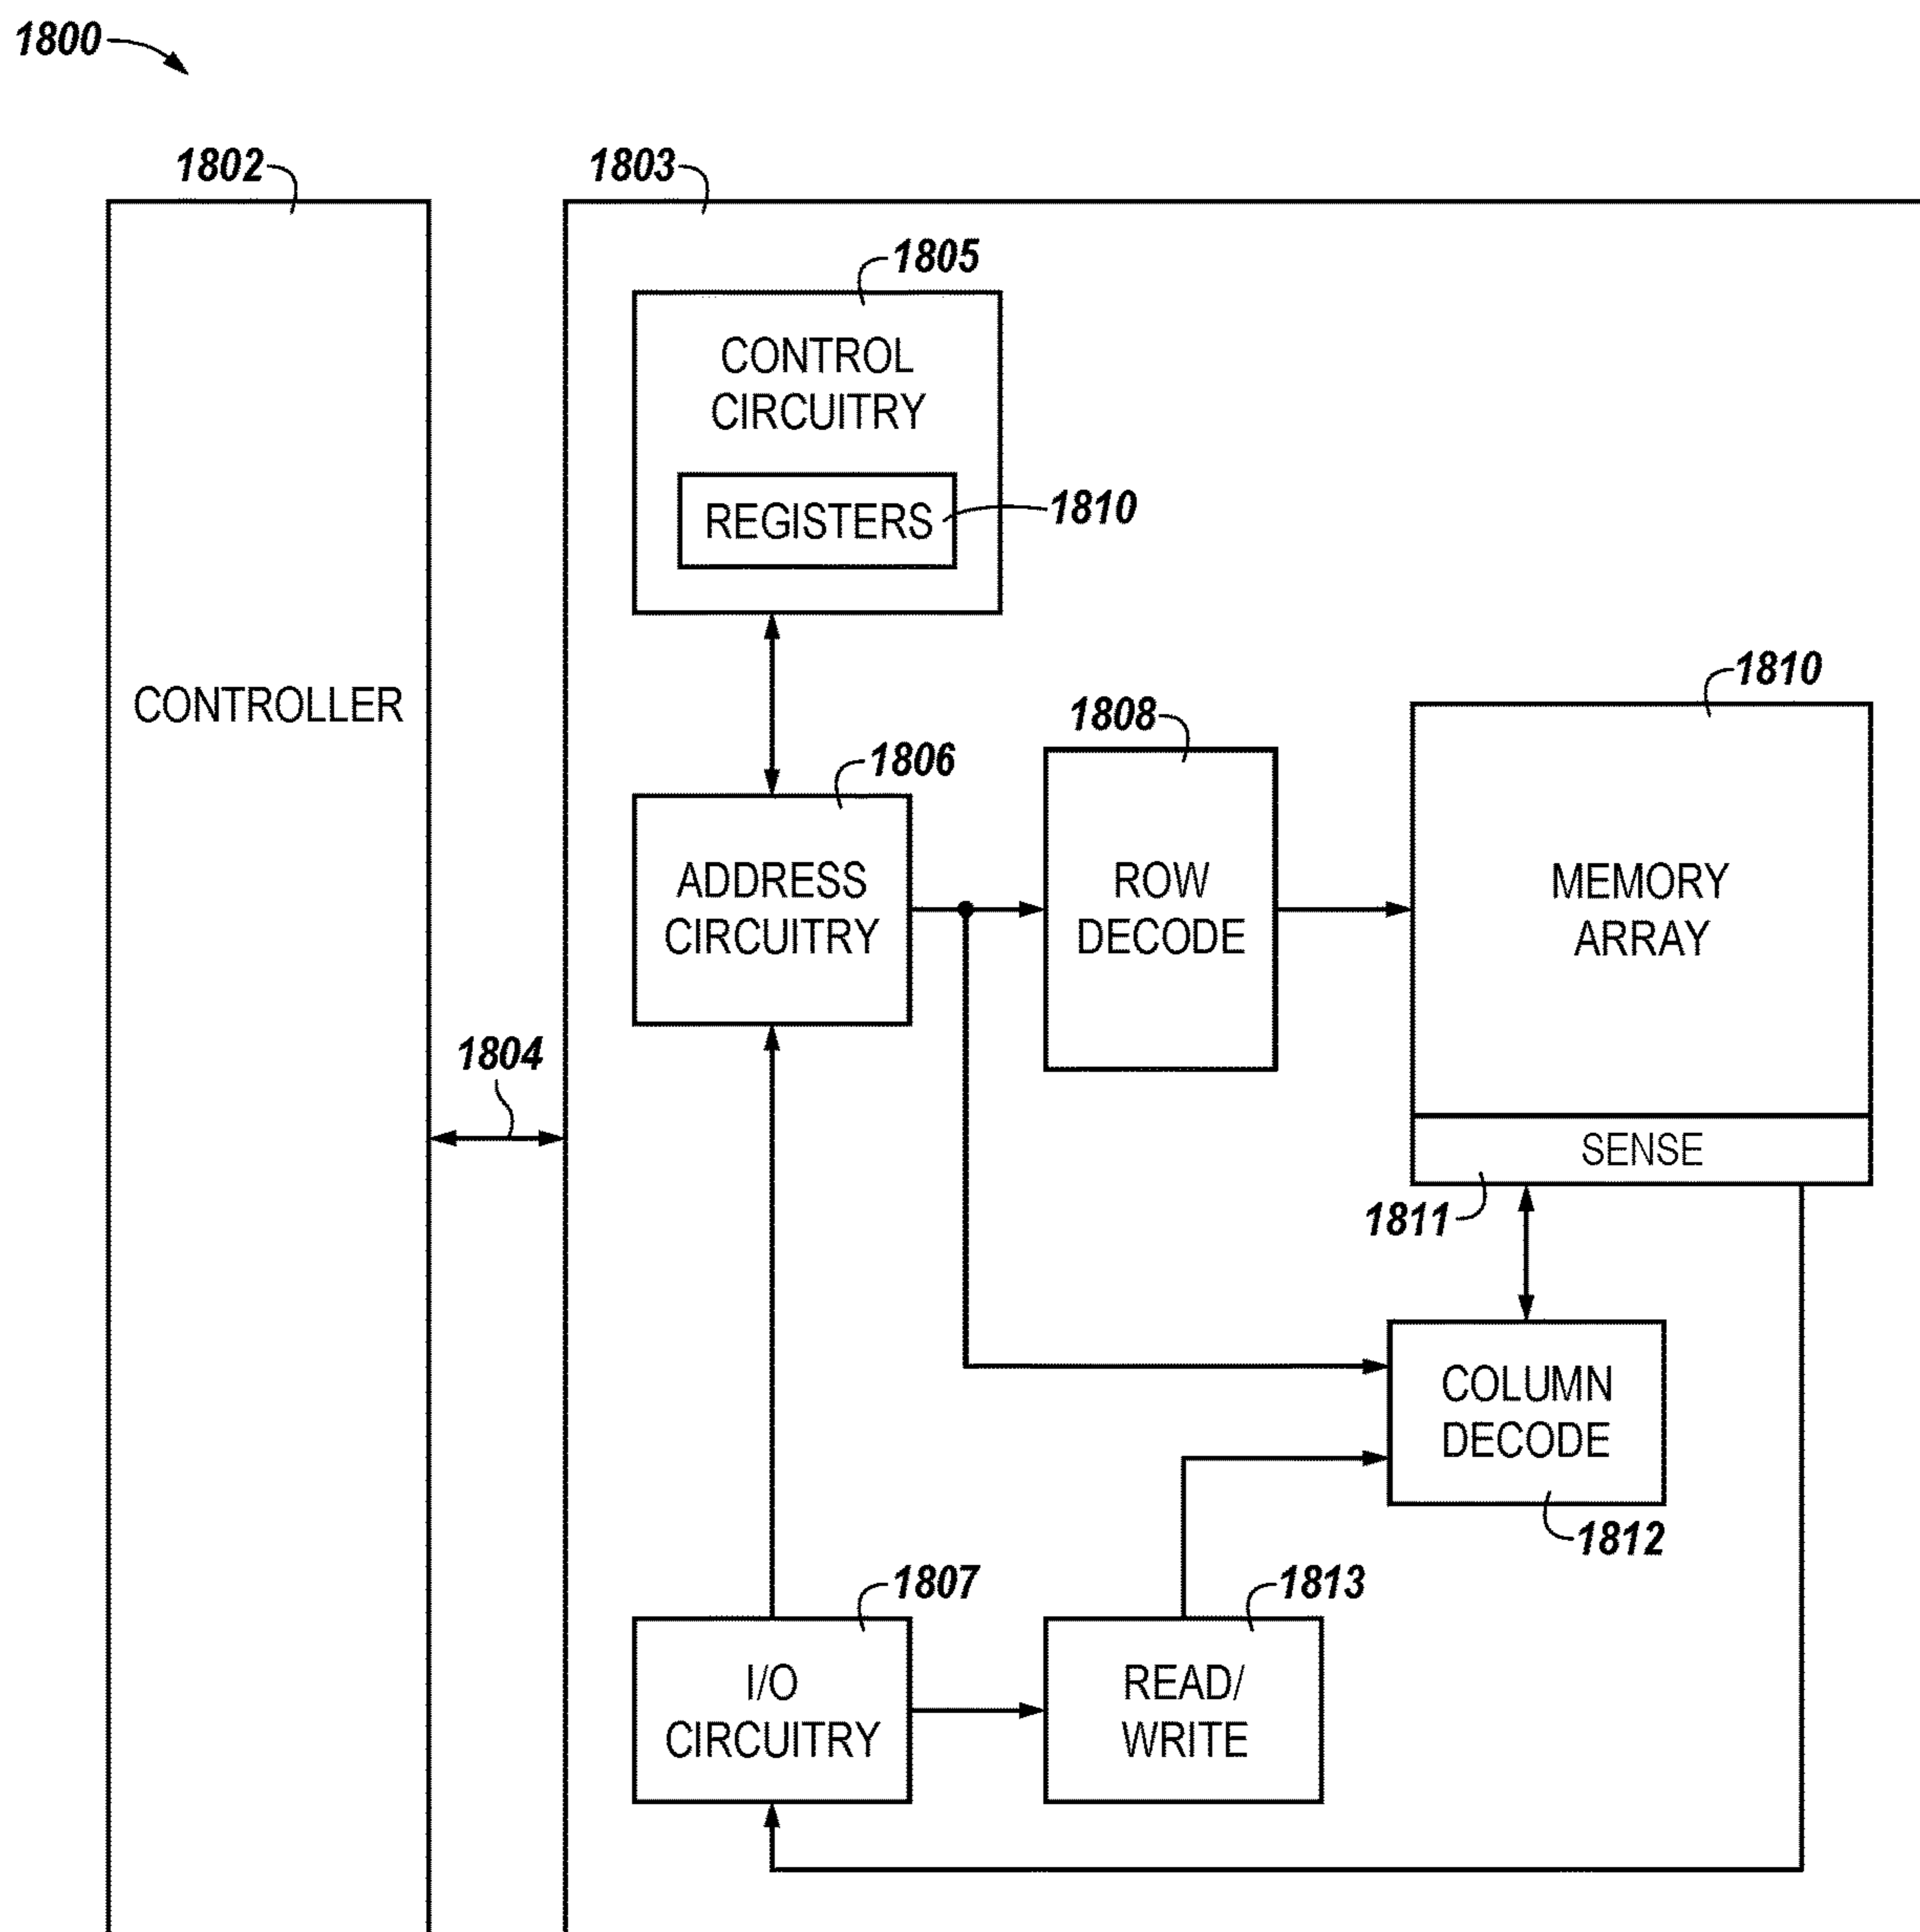 1800
1802
1803
1805
CONTROL
CIRCUITRY
REGISTERS
1810
CONTROLLER
1806
ADDRESS
CIRCUITRY
1808
ROW
DECODE
1810
MEMORY
ARRAY
SENSE
1811
1804
COLUMN
DECODE
1812
1807
I/O
CIRCUITRY
1813
READ/
WRITE